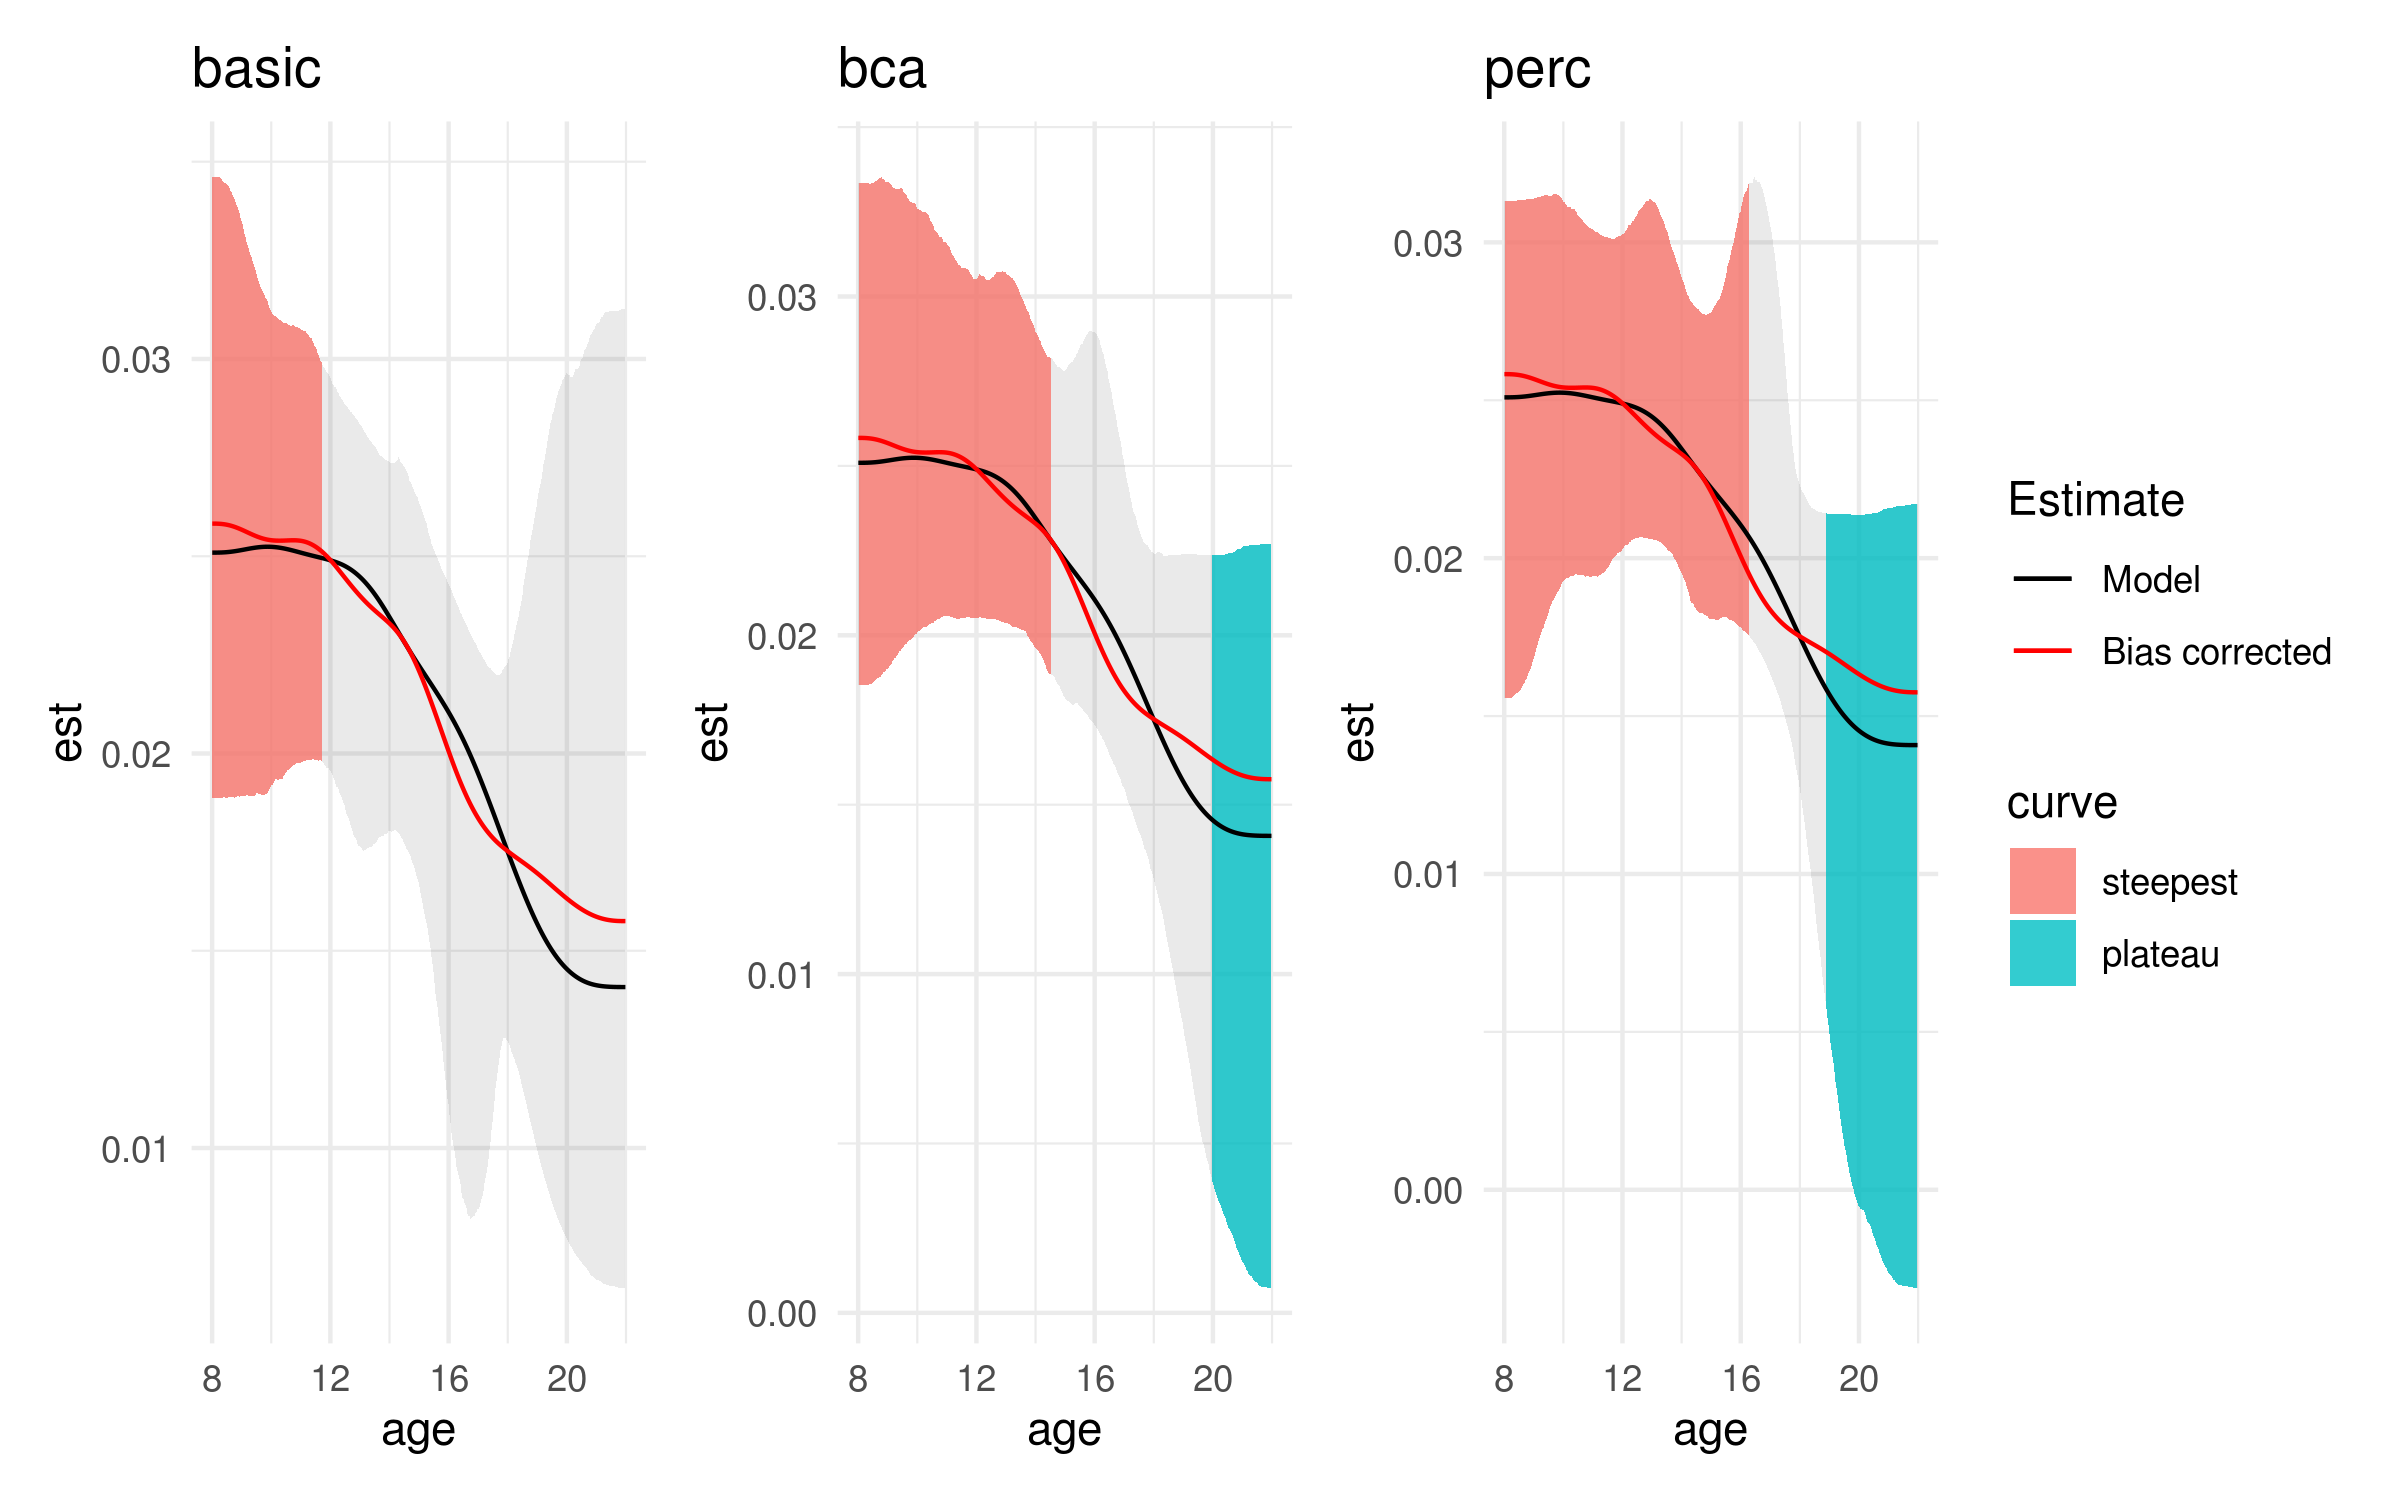 basic
bca
perc
est
0.03
0.02
0.01
8 12 16 20
age
est
0.03
0.02
0.01
0.00
8 12 16 20
age
est
0.03
0.02
0.01
0.00
8 12 16 20
age
Estimate
Model
Bias corrected
curve
steepest
plateau